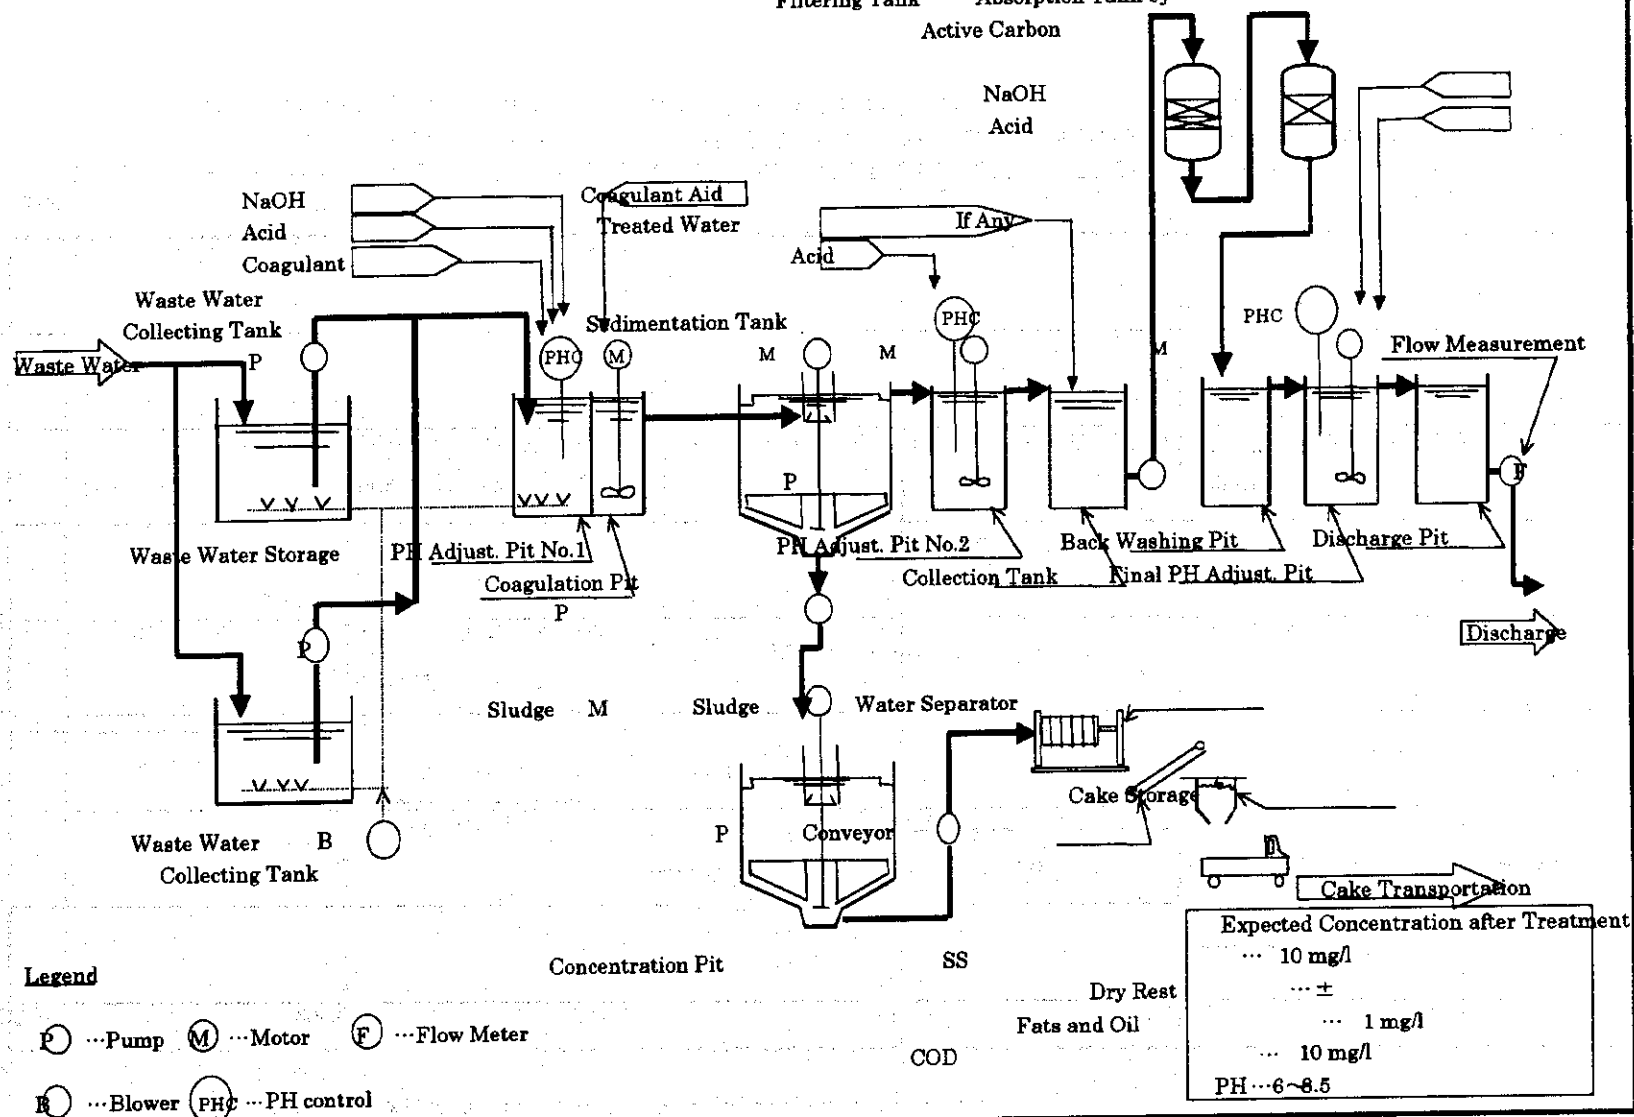 Filtering Tank Absorption Tank by
Active Carbon
NaOH
Acid
NaOH
Acid
Coagulant
Coagulant Aid
Treated Water
If Any
Acid
Waste Water
Collecting Tank
Sedimentation Tank
PHC
PHC
Waste Water
P
PHC
M
M
M
M
Flow Measurement
P
F
Waste Water Storage
PH Adjust. Pit No.1
PH Adjust. Pit No.2
Back Washing Pit
Discharge Pit
Coagulation Pit
Collection Tank
Final PH Adjust. Pit
P
P
Discharge
Sludge M
Sludge
Water Separator
Cake Storage
P
Conveyor
Waste Water B
Collecting Tank
Cake Transportation
Expected Concentration after Treatment
Concentration Pit
SS
··· 10 mg/l
Legend
Dry Rest
··· ±
Fats and Oil
··· 1 mg/l
P ···Pump M ···Motor F ···Flow Meter
COD
··· 10 mg/l
PH ···6~8.5
B ···Blower PHC ···PH control